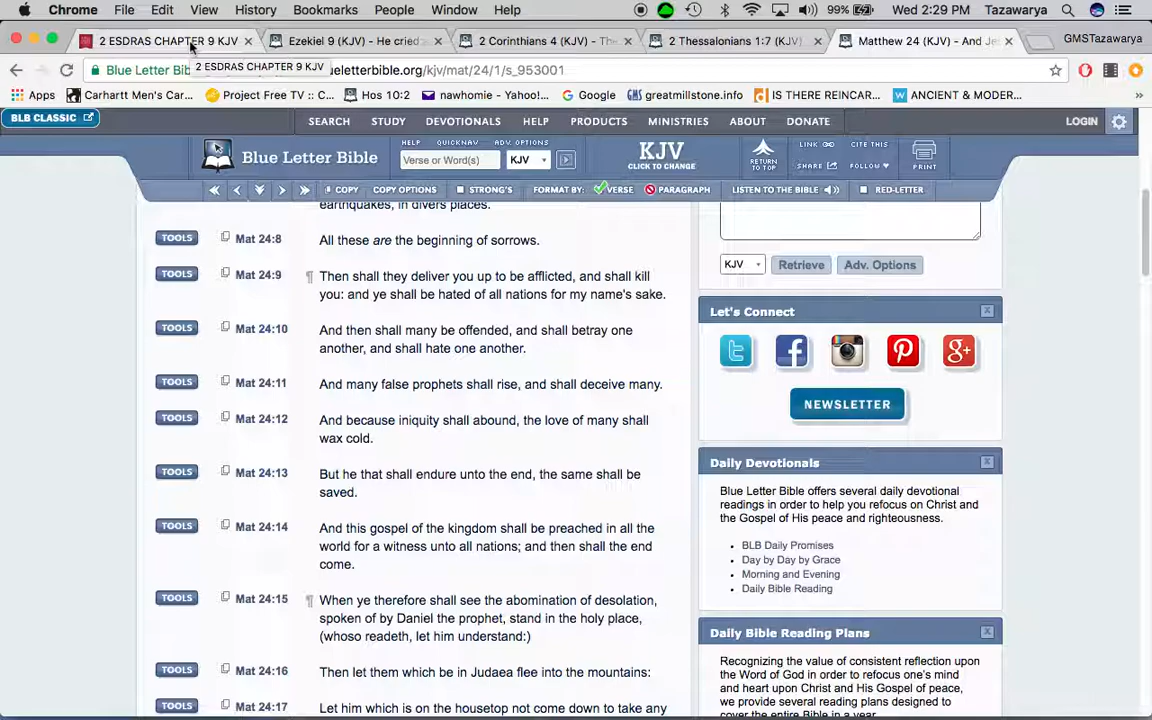 Chrome File Edit View History Bookmarks People Window Help 99% Wed 2:29 PM Tazawarya
2 ESDRAS CHAPTER 9 KJV Ezekiel 9 (KJV) - He cried 2 Corinthians 4 (KJV) - The 2 Thessalonians 1:7 (KJV) Matthew 24 (KJV) - And Je GMSTazawarya
2 ESDRAS CHAPTER 9 KJV
Blue Letter Bib ueletterbible.org/kjv/mat/24/1/s_953001
Apps Carhartt Men's Car... Project Free TV :: C... Hos 10:2 nawhomie - Yahoo!... Google greatmillstone.info IS THERE REINCAR... ANCIENT & MODER... »
BLB CLASSIC SEARCH STUDY DEVOTIONALS HELP PRODUCTS MINISTRIES ABOUT DONATE LOGIN
HELP QUICKNAV ADV. OPTIONS
Blue Letter Bible Verse or Word(s) KJV
KJV
CLICK TO CHANGE
RETURN
TO TOP
LINK CITE THIS
SHARE FOLLOW PRINT
COPY COPY OPTIONS STRONG'S FORMAT BY: VERSE PARAGRAPH LISTEN TO THE BIBLE RED-LETTER
earthquakes, in divers places.
TOOLS Mat 24:8 All these are the beginning of sorrows.
TOOLS Mat 24:9 ¶ Then shall they deliver you up to be afflicted, and shall kill
you: and ye shall be hated of all nations for my name's sake.
TOOLS Mat 24:10 And then shall many be offended, and shall betray one
another, and shall hate one another.
TOOLS Mat 24:11 And many false prophets shall rise, and shall deceive many.
TOOLS Mat 24:12 And because iniquity shall abound, the love of many shall
wax cold.
TOOLS Mat 24:13 But he that shall endure unto the end, the same shall be
saved.
TOOLS Mat 24:14 And this gospel of the kingdom shall be preached in all the
world for a witness unto all nations; and then shall the end
come.
TOOLS Mat 24:15 ¶ When ye therefore shall see the abomination of desolation,
spoken of by Daniel the prophet, stand in the holy place,
(whoso readeth, let him understand:)
TOOLS Mat 24:16 Then let them which be in Judaea flee into the mountains:
TOOLS Mat 24:17 Let him which is on the housetop not come down to take any
KJV Retrieve Adv. Options
Let's Connect
NEWSLETTER
Daily Devotionals
Blue Letter Bible offers several daily devotional
readings in order to help you refocus on Christ and
the Gospel of His peace and righteousness.
• BLB Daily Promises
• Day by Day by Grace
• Morning and Evening
• Daily Bible Reading
Daily Bible Reading Plans
Recognizing the value of consistent reflection upon
the Word of God in order to refocus one's mind
and heart upon Christ and His Gospel of peace,
we provide several reading plans designed to
cover the entire Bible in a year.